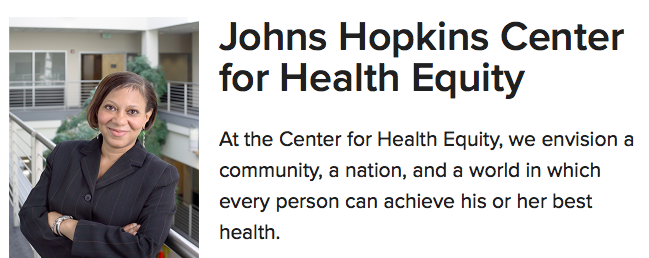 Johns Hopkins Center
for Health Equity
At the Center for Health Equity, we envision a
community, a nation, and a world in which
every person can achieve his or her best
health.